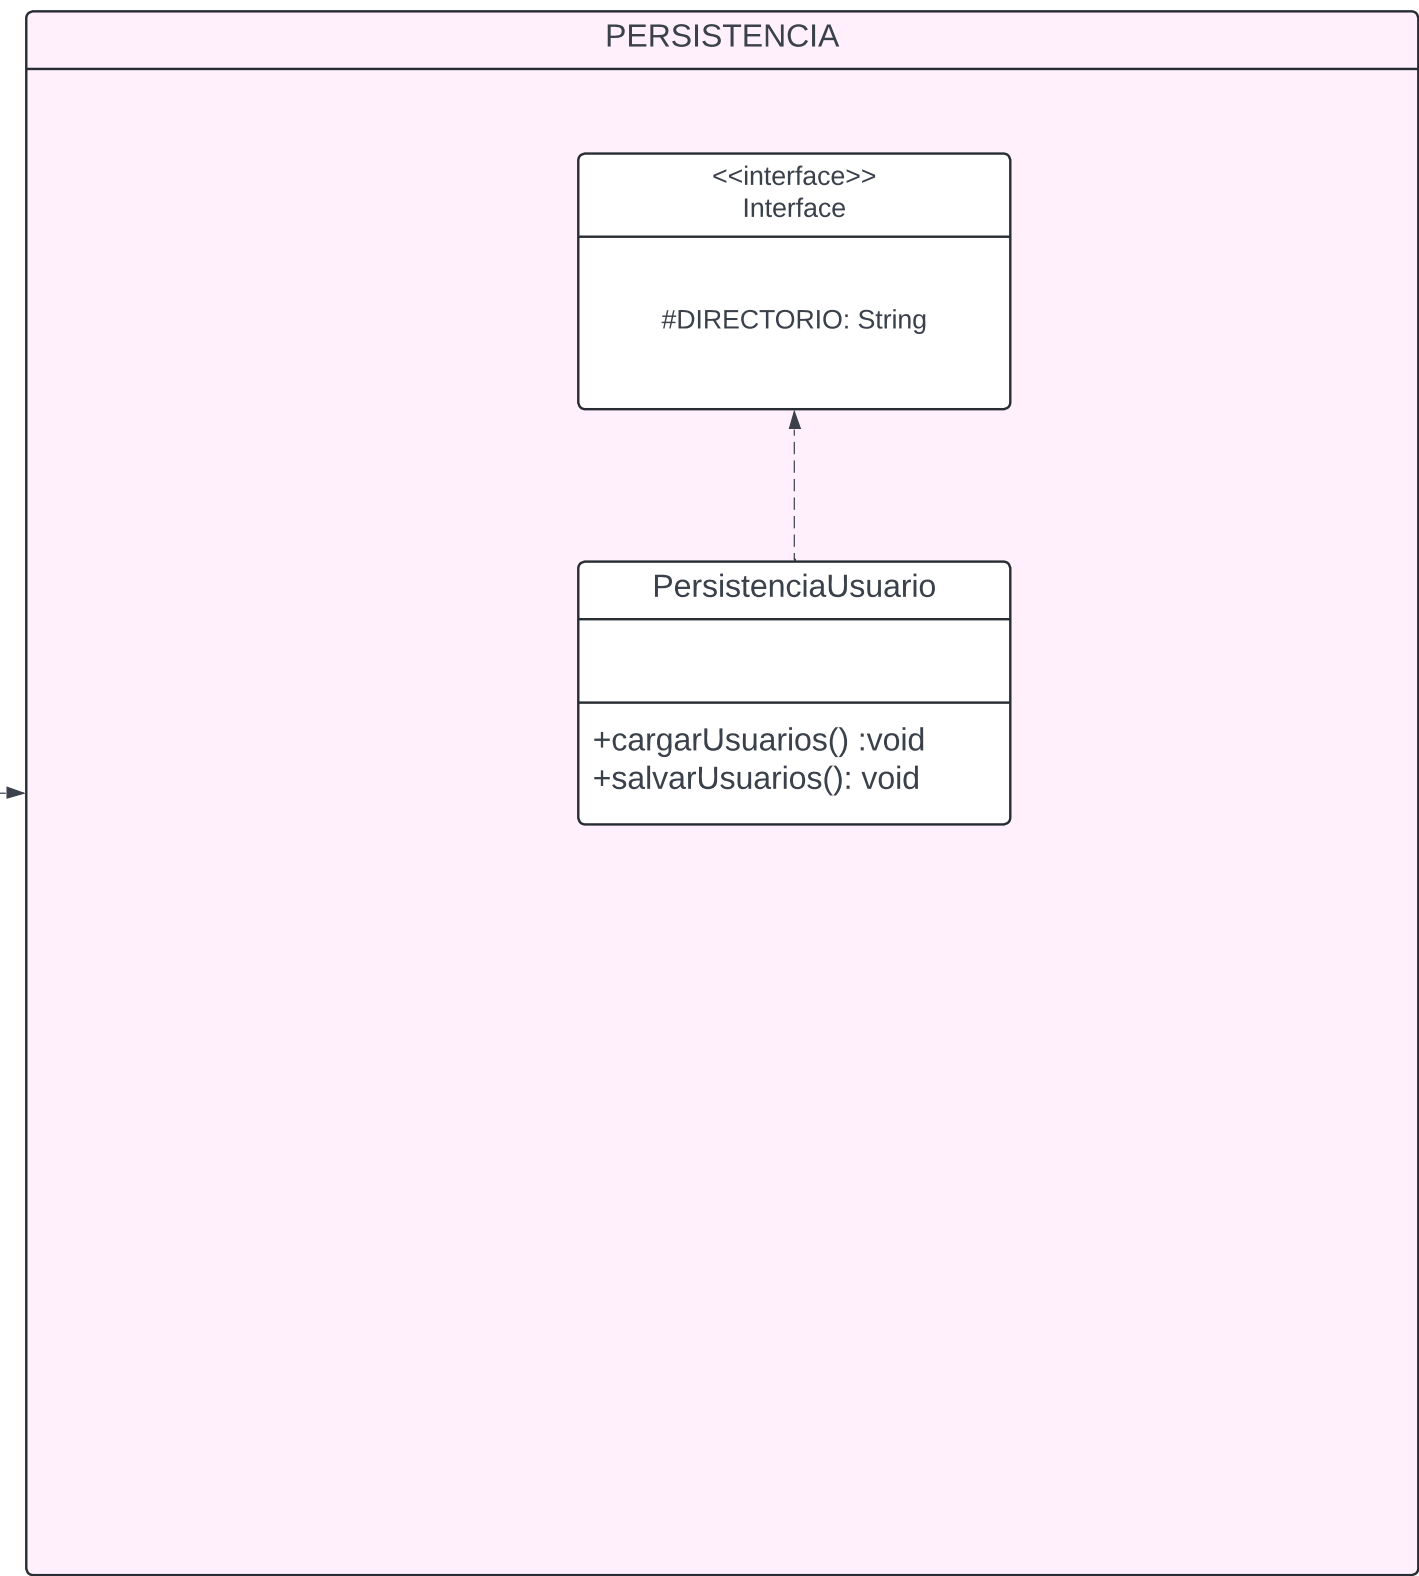 PERSISTENCIA
<<interface>>
Interface
#DIRECTORIO: String
PersistenciaUsuario
+cargarUsuarios() :void
+salvarUsuarios(): void